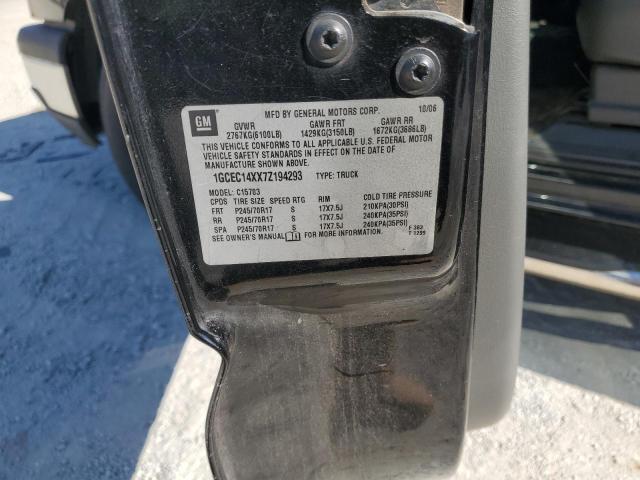 GM
MFD BY GENERAL MOTORS CORP. 10/06
GVWR GAWR FRT GAWR RR
2767KG(6100LB) 1429KG(3150LB) 1672KG(3686LB)
THIS VEHICLE CONFORMS TO ALL APPLICABLE U.S. FEDERAL MOTOR
VEHICLE SAFETY STANDARDS IN EFFECT ON THE DATE OF
MANUFACTURE SHOWN ABOVE.
1GCEC14XX7Z194293 TYPE: TRUCK
C15703
CPDS TIRE SIZE SPEED RTG RIM COLD TIRE PRESSURE
FRT P245/70R17 S 17X7.5J 210KPA(30PSI)
RR P245/70R17 S 17X7.5J 240KPA(35PSI)
SPA P245/70R17 S 17X7.5J 240KPA(35PSI)
SEE OWNER'S MANUAL FOR MORE INFORMATION.
F 383
T 1299